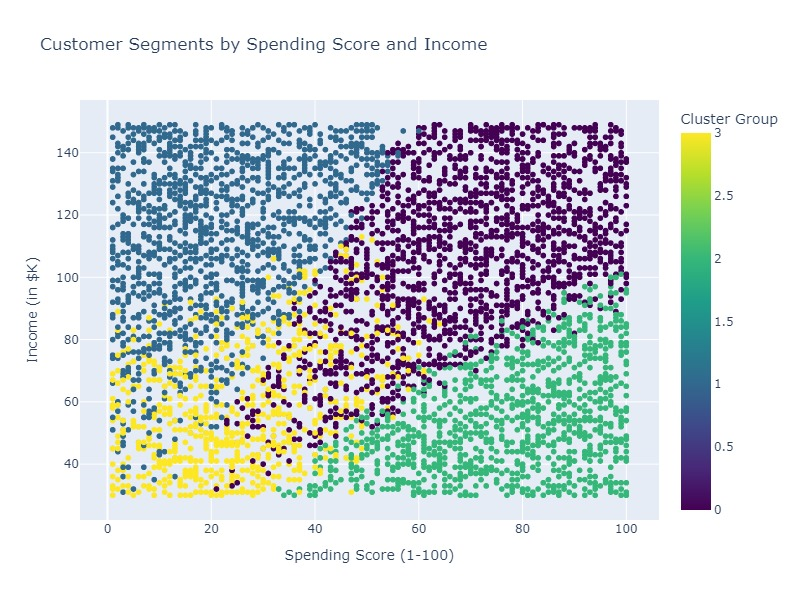 Customer Segments by Spending Score and Income
Cluster Group
3
2.5
2
1.5
1
0.5
0
140
120
100
80
60
40
Income (in $K)
0 20 40 60 80 100
Spending Score (1-100)